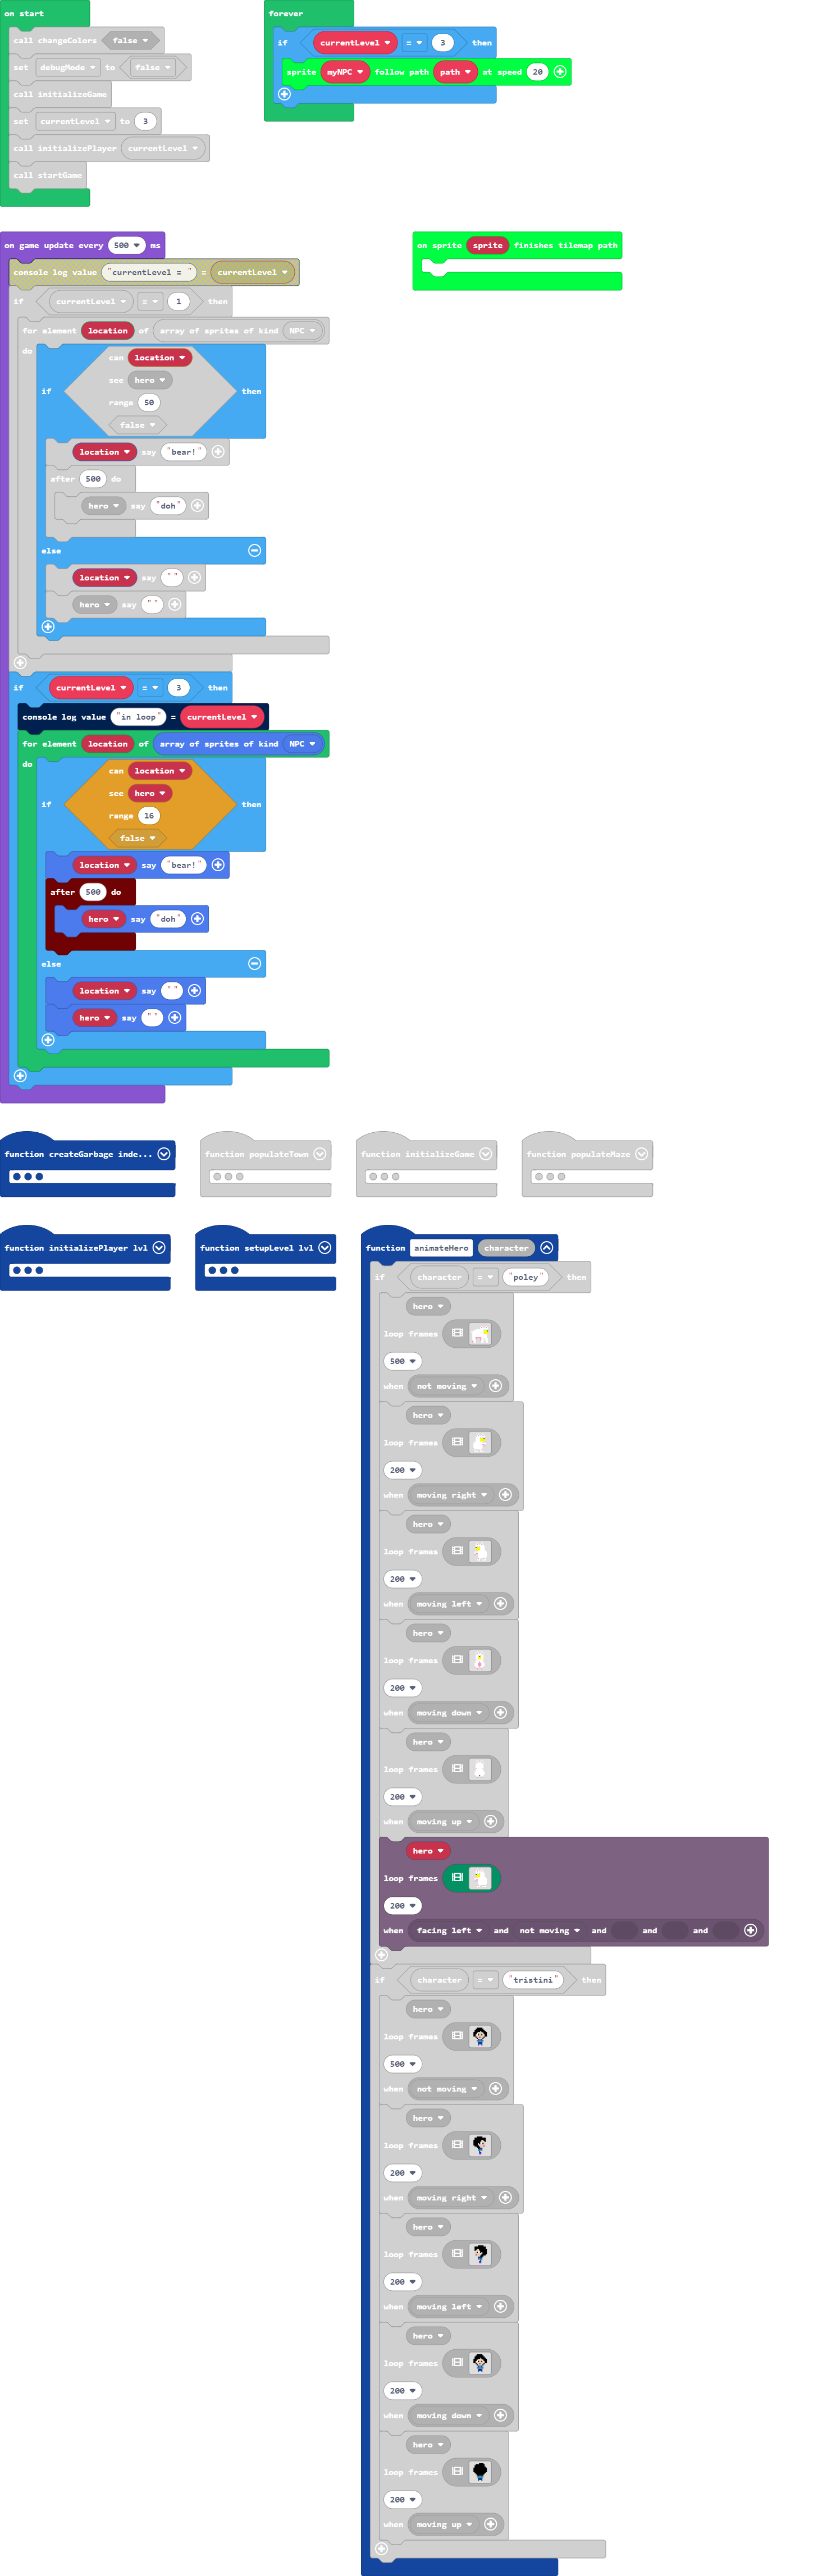 on start
call changeColors false
set debugMode to false
call initializeGame
set currentLevel to 3
call initializePlayer currentLevel
call startGame
forever
if currentLevel = 3 then
sprite myNPC follow path path at speed 20
on game update every 500 ms
console log value "currentLevel = " = currentLevel
if currentLevel = 1 then
for element location of array of sprites of kind NPC
do
can location
see hero
if then
range 50
false
location say "bear!"
after 500 do
hero say "doh"
else
location say ""
hero say ""
if currentLevel = 3 then
console log value "in loop" = currentLevel
for element location of array of sprites of kind NPC
do
can location
see hero
if then
range 16
false
location say "bear!"
after 500 do
hero say "doh"
else
location say ""
hero say ""
on sprite sprite finishes tilemap path
function createGarbage inde...
function populateTown
function initializeGame
function populateMaze
function initializePlayer lvl
function setupLevel lvl
function animateHero character
if character = "poley" then
hero
loop frames
500
when not moving
hero
loop frames
200
when moving right
hero
loop frames
200
when moving left
hero
loop frames
200
when moving down
hero
loop frames
200
when moving up
hero
loop frames
200
when facing left and not moving and and and
if character = "tristini" then
hero
loop frames
500
when not moving
hero
loop frames
200
when moving right
hero
loop frames
200
when moving left
hero
loop frames
200
when moving down
hero
loop frames
200
when moving up